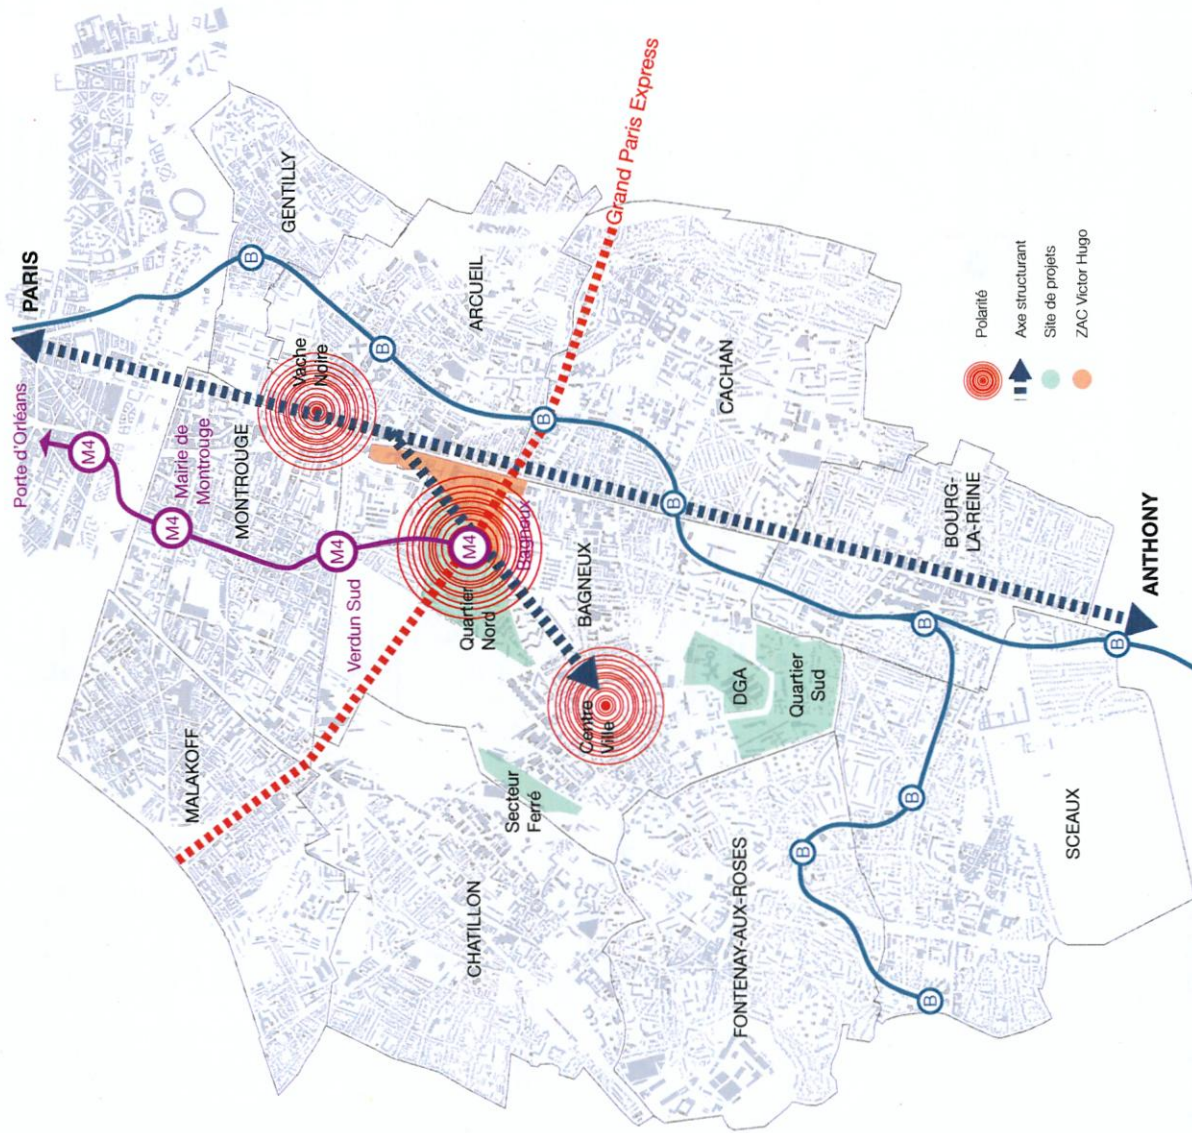 PARIS
Porte d'Orléans
M4
Mairie de
Montrouge
M4
MONTROUGE
Vache
Noire
B
GENTILLY
B
ARCUEIL
Grand Paris Express
MALAKOFF
Verdun Sud
M4
M4
Bagneux
Quartier
Nord
B
BAGNEUX
CACHAN
Centre
Ville
Secteur
Ferré
CHATILLON
B
DGA
Quartier
Sud
FONTENAY-AUX-ROSES
BOURG-
LA-REINE
B
B
B
B
B
SCEAUX
ANTHONY
Polarité
Axe structurant
Site de projets
ZAC Victor Hugo